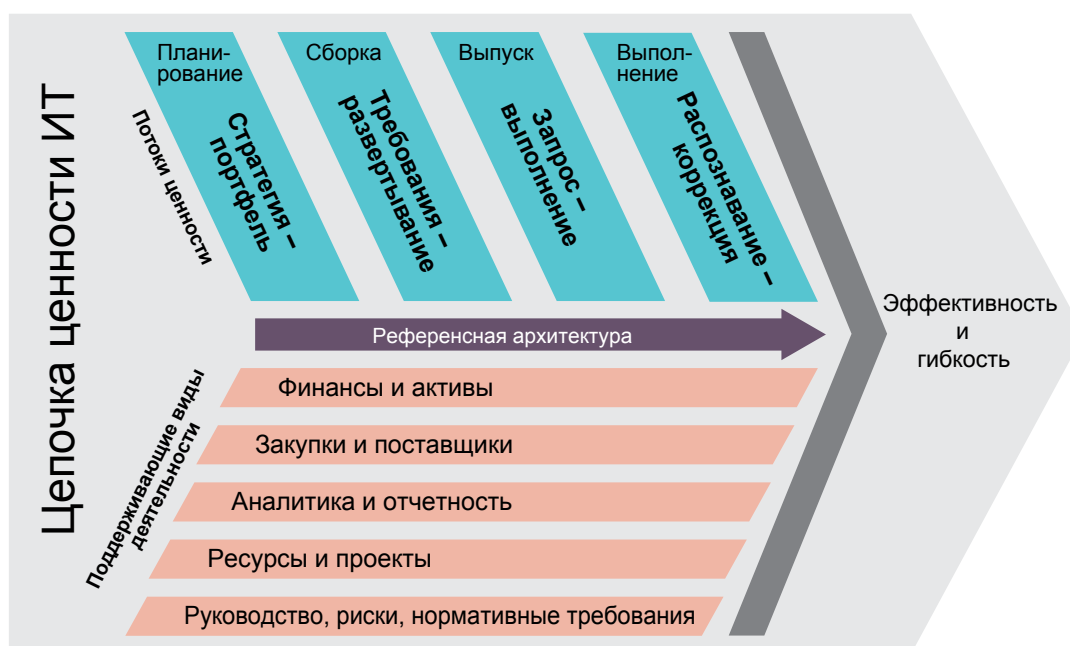 Цепочка ценности ИТ
Потоки ценности
Плани-
рование
Стратегия –
портфель
Сборка
Требования –
развертывание
Выпуск
Запрос –
выполнение
Выпол-
нение
Распознавание –
коррекция
Референсная архитектура
Эффективность
и
гибкость
Поддерживающие виды
деятельности
Финансы и активы
Закупки и поставщики
Аналитика и отчетность
Ресурсы и проекты
Руководство, риски, нормативные требования